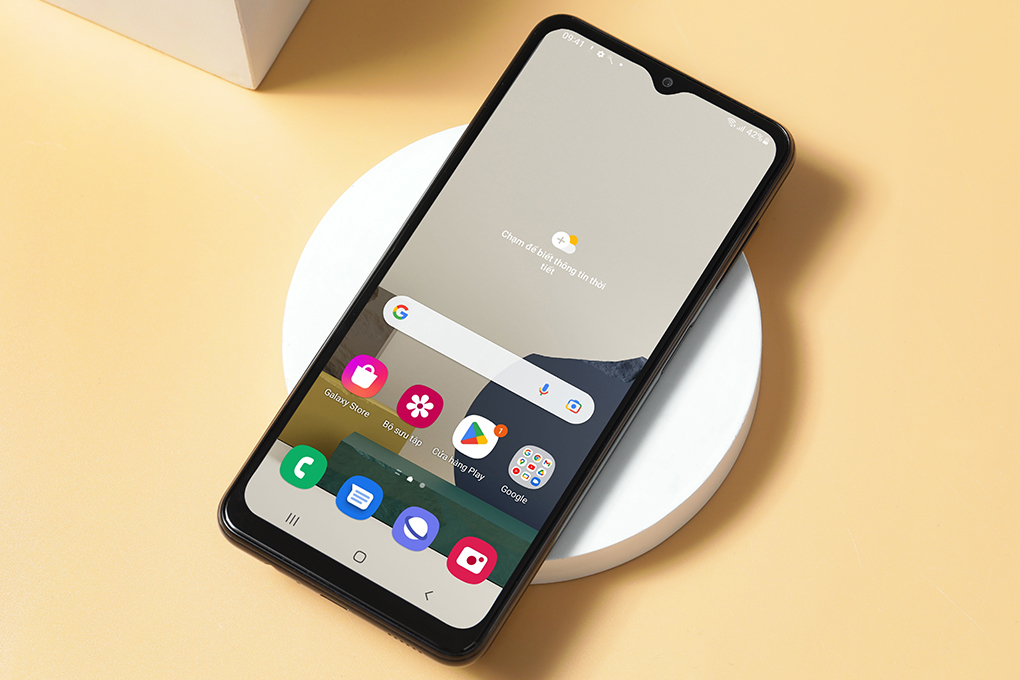 09:41
42%
Chạm để biết thông tin thời
tiết
G
Galaxy Store
Bộ sưu tập
Cửa hàng Play
1
Google